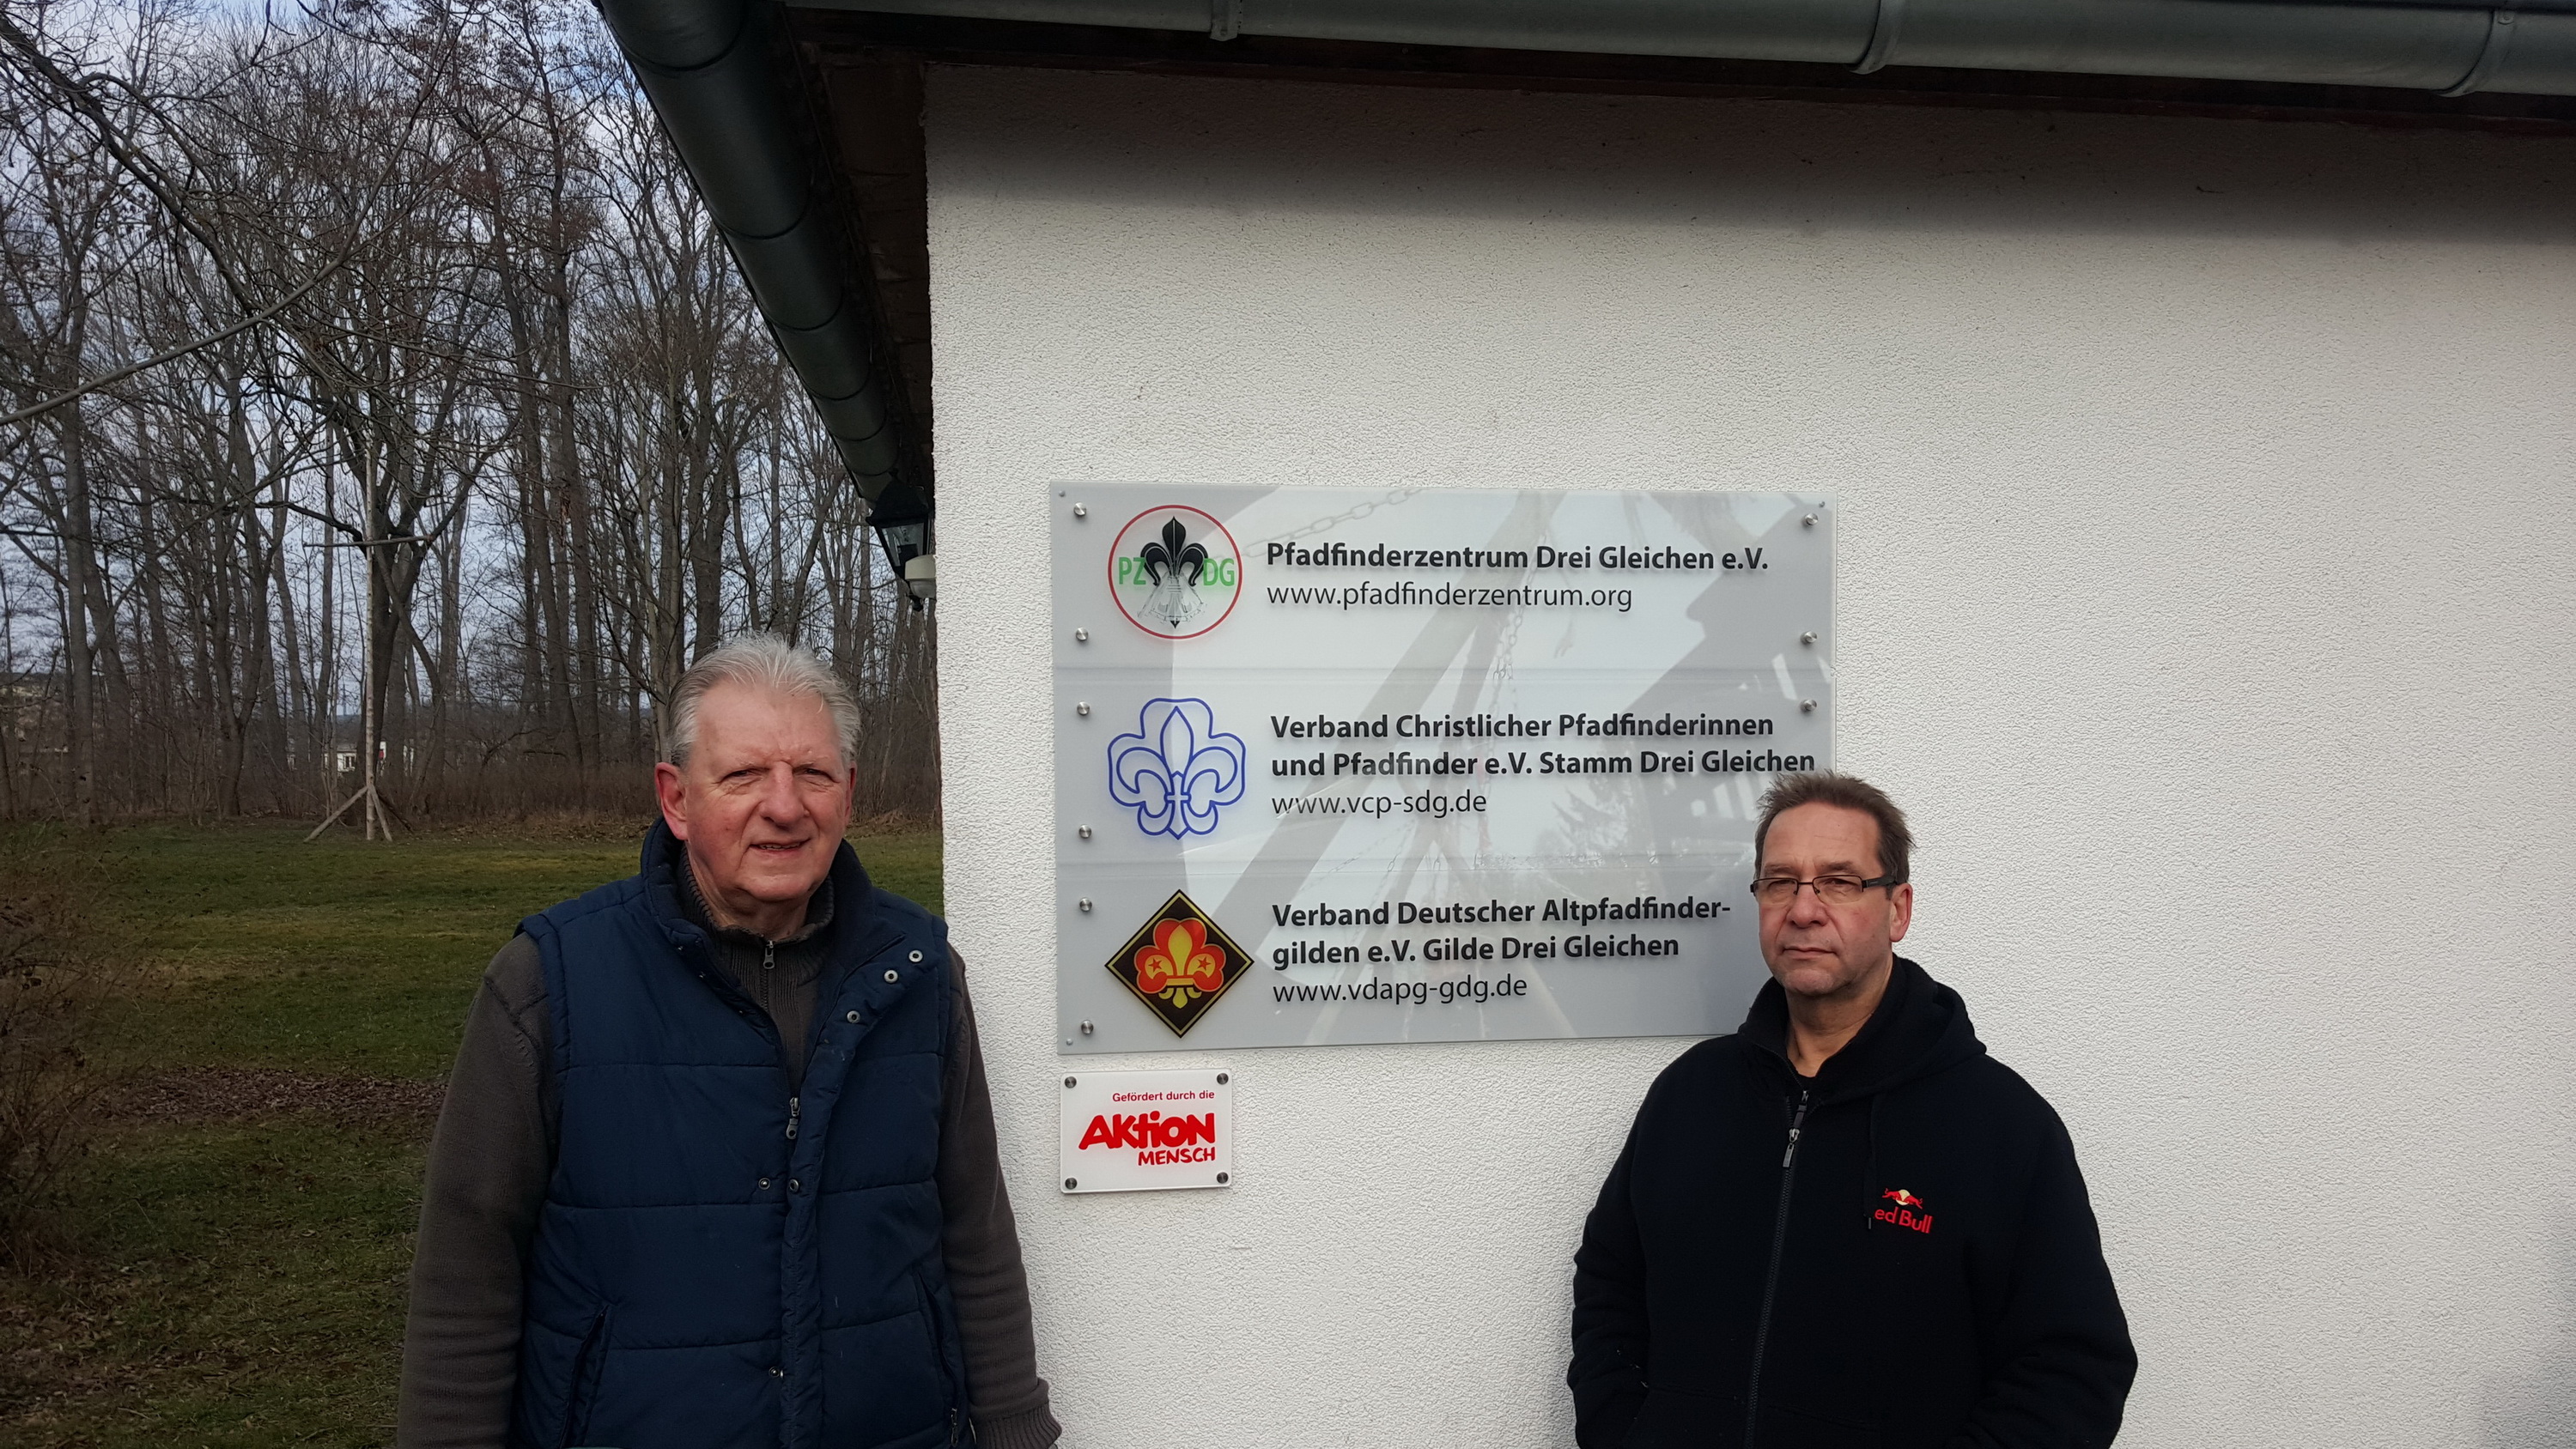 PZ DG
Pfadfinderzentrum Drei Gleichen e.V.
www.pfadfinderzentrum.org
Verband Christlicher Pfadfinderinnen
und Pfadfinder e.V. Stamm Drei Gleichen
www.vcp-sdg.de
Verband Deutscher Altpfadfinder-
gilden e.V. Gilde Drei Gleichen
www.vdapg-gdg.de
Gefördert durch die
AKTION
MENSCH
ed Bull